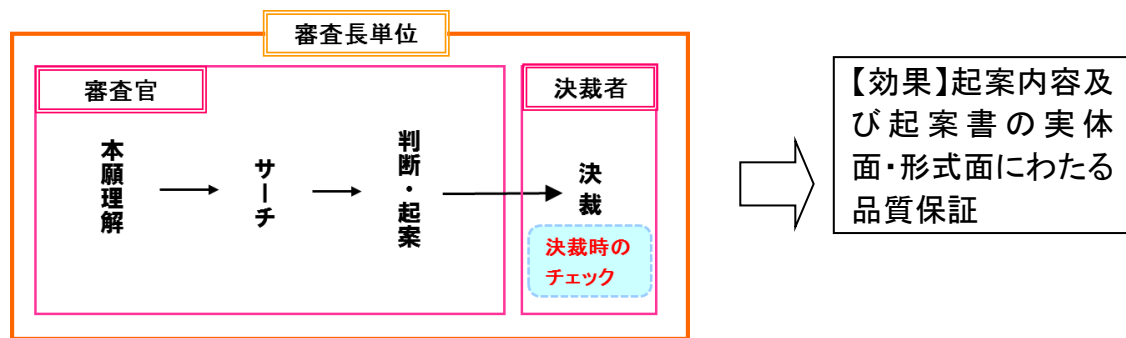 審査長単位
審査官
本願理解
サーチ
判断・起案
決裁者
決裁
決裁時の
チェック
【効果】起案内容及
び起案書の実体
面・形式面にわたる
品質保証